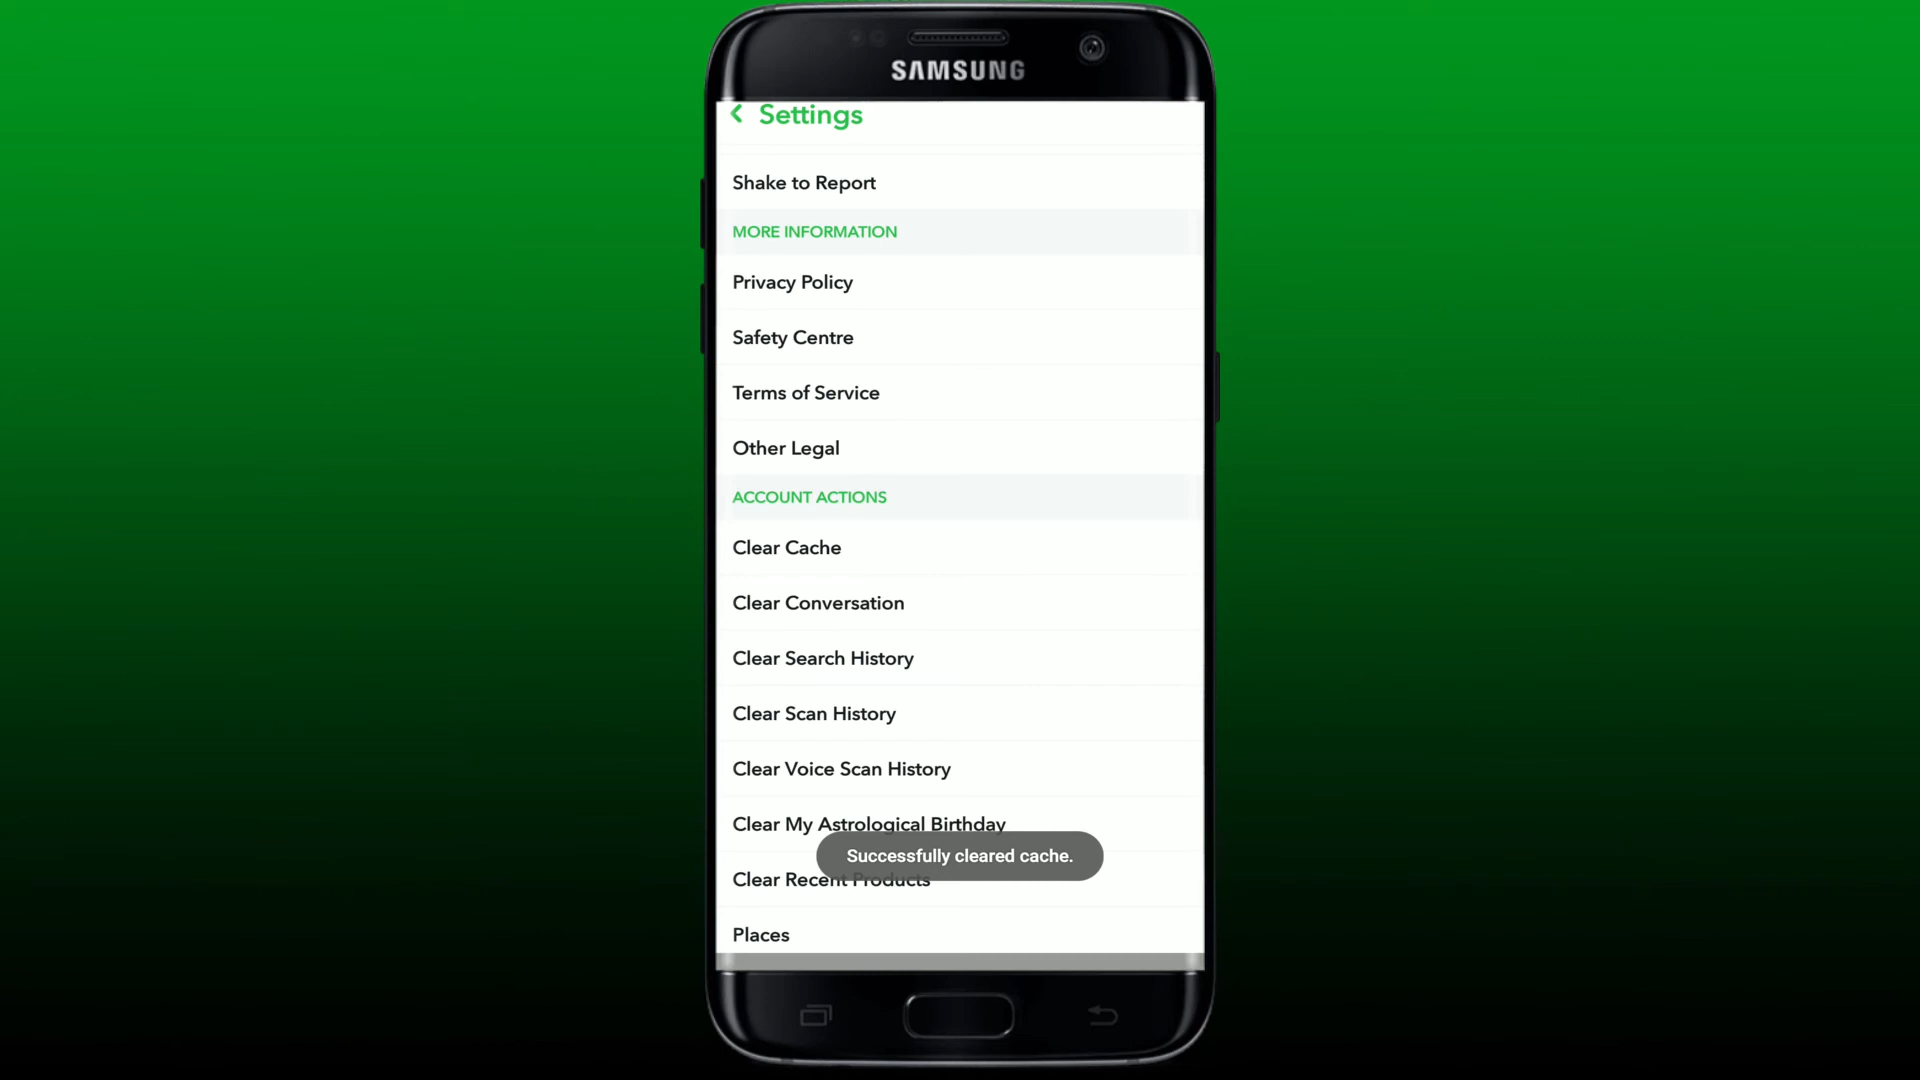 SAMSUNG
Settings
Shake to Report
MORE INFORMATION
Privacy Policy
Safety Centre
Terms of Service
Other Legal
ACCOUNT ACTIONS
Clear Cache
Clear Conversation
Clear Search History
Clear Scan History
Clear Voice Scan History
Clear My Astrological Birthday
Successfully cleared cache.
Clear Recent Products
Places